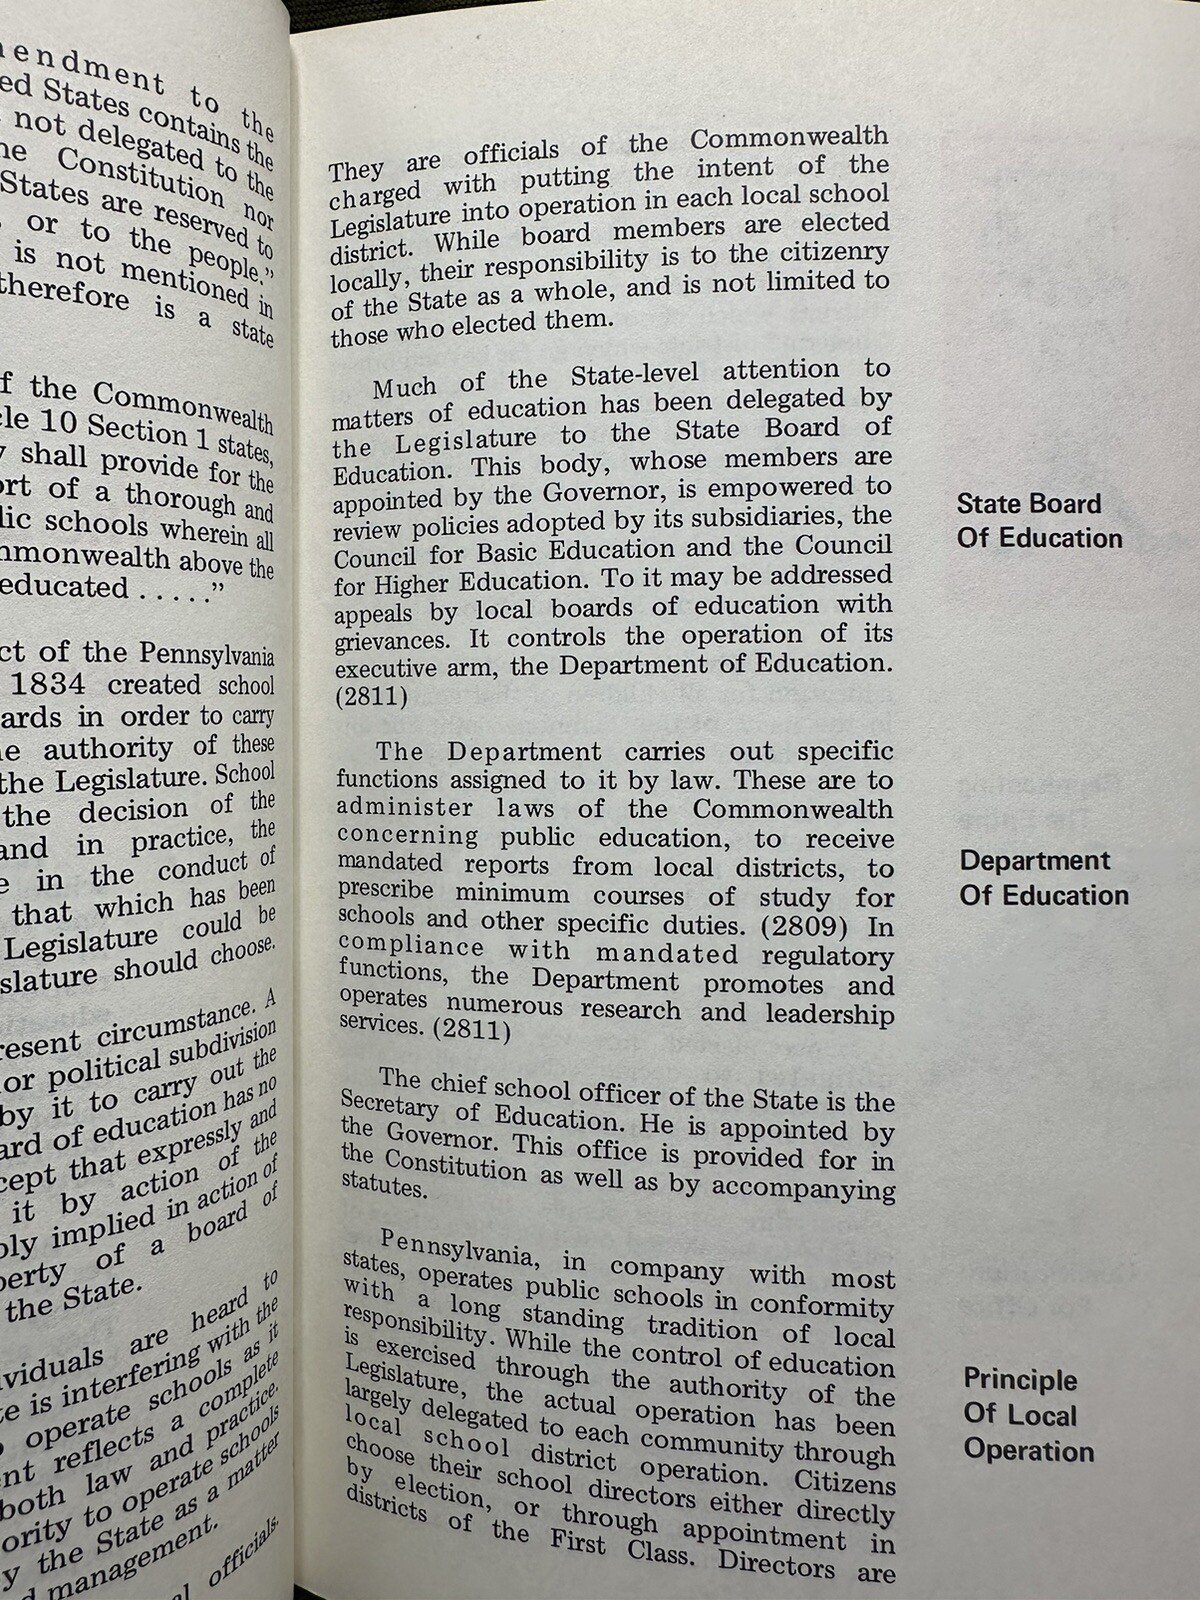 endment to the
ed States contains the
not delegated to the
Constitution nor
States are reserved to
or to the people."
is not mentioned in
therefore is a state
f the Commonwealth
cle 10 Section 1 states,
shall provide for the
ort of a thorough and
lic schools wherein all
mmonwealth above the
educated . . . . ."
ct of the Pennsylvania
1834 created school
ards in order to carry
e authority of these
the Legislature. School
the decision of the
and in practice, the
e in the conduct of
that which has been
Legislature could be
slature should choose.
resent circumstance. A
or political subdivision
by it to carry out the
ard of education has no
cept that expressly and
it by action of the
bly implied in action of
perty of a board of
the State.
viduals are heard to
te is interfering with the
operate schools as it
nt reflects a complete
both law and practice.
ority to operate schools
y the State as a matter
d management.
al officials.
They are officials of the Commonwealth
charged with putting the intent of the
Legislature into operation in each local school
district. While board members are elected
locally, their responsibility is to the citizenry
of the State as a whole, and is not limited to
those who elected them.
Much of the State-level attention to
matters of education has been delegated by
the Legislature to the State Board of
Education. This body, whose members are
appointed by the Governor, is empowered to
review policies adopted by its subsidiaries, the
Council for Basic Education and the Council
for Higher Education. To it may be addressed
appeals by local boards of education with
grievances. It controls the operation of its
executive arm, the Department of Education.
(2811)
State Board
Of Education
The Department carries out specific
functions assigned to it by law. These are to
administer laws of the Commonwealth
concerning public education, to receive
mandated reports from local districts, to
prescribe minimum courses of study for
schools and other specific duties. (2809) In
compliance with mandated regulatory
functions, the Department promotes and
operates numerous research and leadership
services. (2811)
Department
Of Education
The chief school officer of the State is the
Secretary of Education. He is appointed by
the Governor. This office is provided for in
the Constitution as well as by accompanying
statutes.
Pennsylvania, in company with most
states, operates public schools in conformity
with a long standing tradition of local
responsibility. While the control of education
is exercised through the authority of the
Legislature, the actual operation has been
largely delegated to each community through
local school district operation. Citizens
choose their school directors either directly
by election, or through appointment in
districts of the First Class. Directors are
Principle
Of Local
Operation